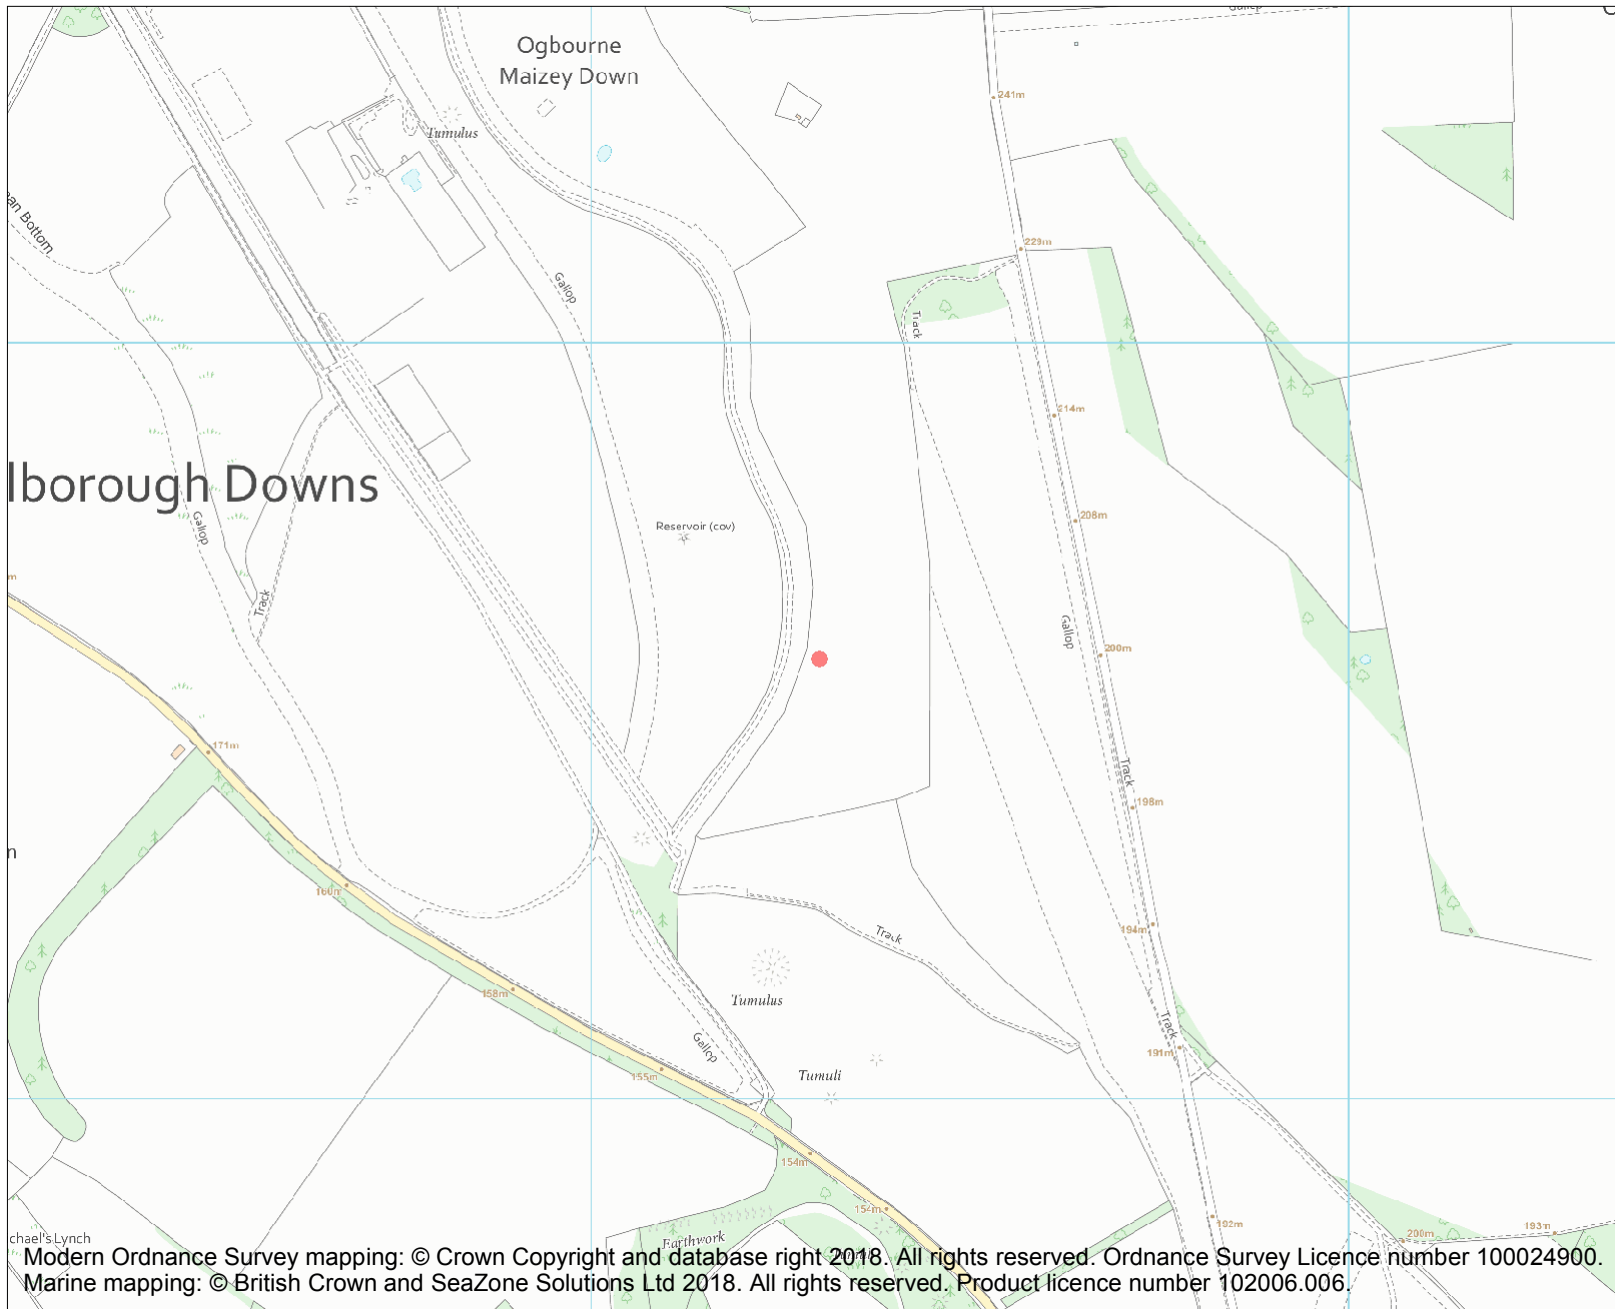 Gallop
Ogbourne
Maizey Down
241m
Tumulus
an Bottom
229m
Gallop
Track
214m
lborough Downs
Gallop
208m
Reservoir (cov)
m
Track
Gallop
200m
171m
Track
198m
n
160m
194m
Track
158m
Tumulus
Track
Gallop
191m
155m
Tumuli
154m
154m
192m
193m
200m
chael's Lynch
Earthwork
Modern Ordnance Survey mapping: © Crown Copyright and database right 2018. All rights reserved. Ordnance Survey Licence number 100024900.
Marine mapping: © British Crown and SeaZone Solutions Ltd 2018. All rights reserved. Product licence number 102006.006.